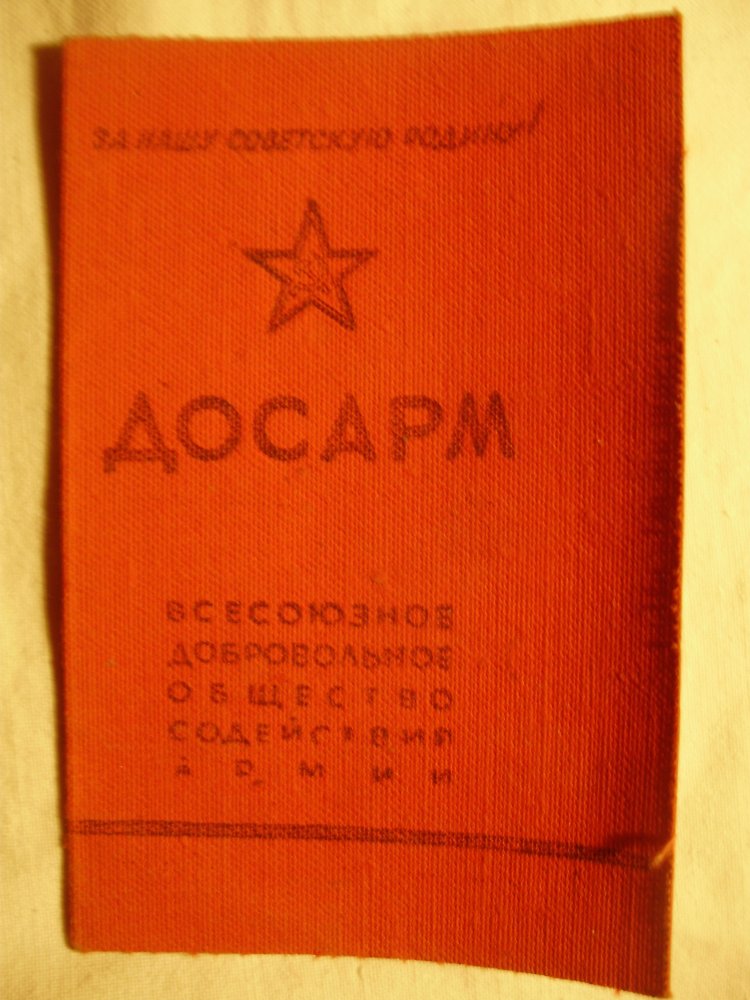 ЗА НАШУ СОВЕТСКУЮ РОДИНУ!
ДОСАРМ
ВСЕСОЮЗНОЕ
ДОБРОВОЛЬНОЕ
ОБЩЕСТВО
СОДЕЙСТВИЯ
АРМИИ